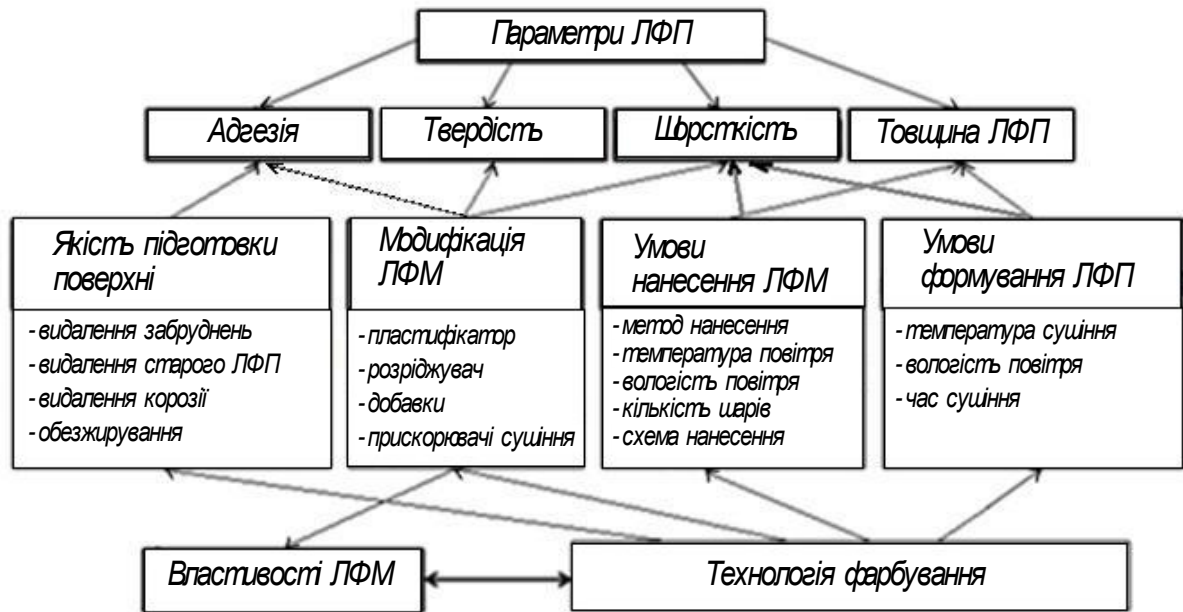 Параметри ЛФП
Адгезія
Твердість
Шорсткість
Товщина ЛФП
Якість підготовки
поверхні
- видалення забруднень
- видалення старого ЛФП
- видалення корозії
- обезжирування
Модифікація
ЛФМ
- пластифікатор
- розріджувач
- добавки
- прискорювачі сушіння
Умови
нанесення ЛФМ
- метод нанесення
- температура повітря
- вологість повітря
- кількість шарів
- схема нанесення
Умови
формування ЛФП
- температура сушіння
- вологість повітря
- час сушіння
Властивості ЛФМ
Технологія фарбування